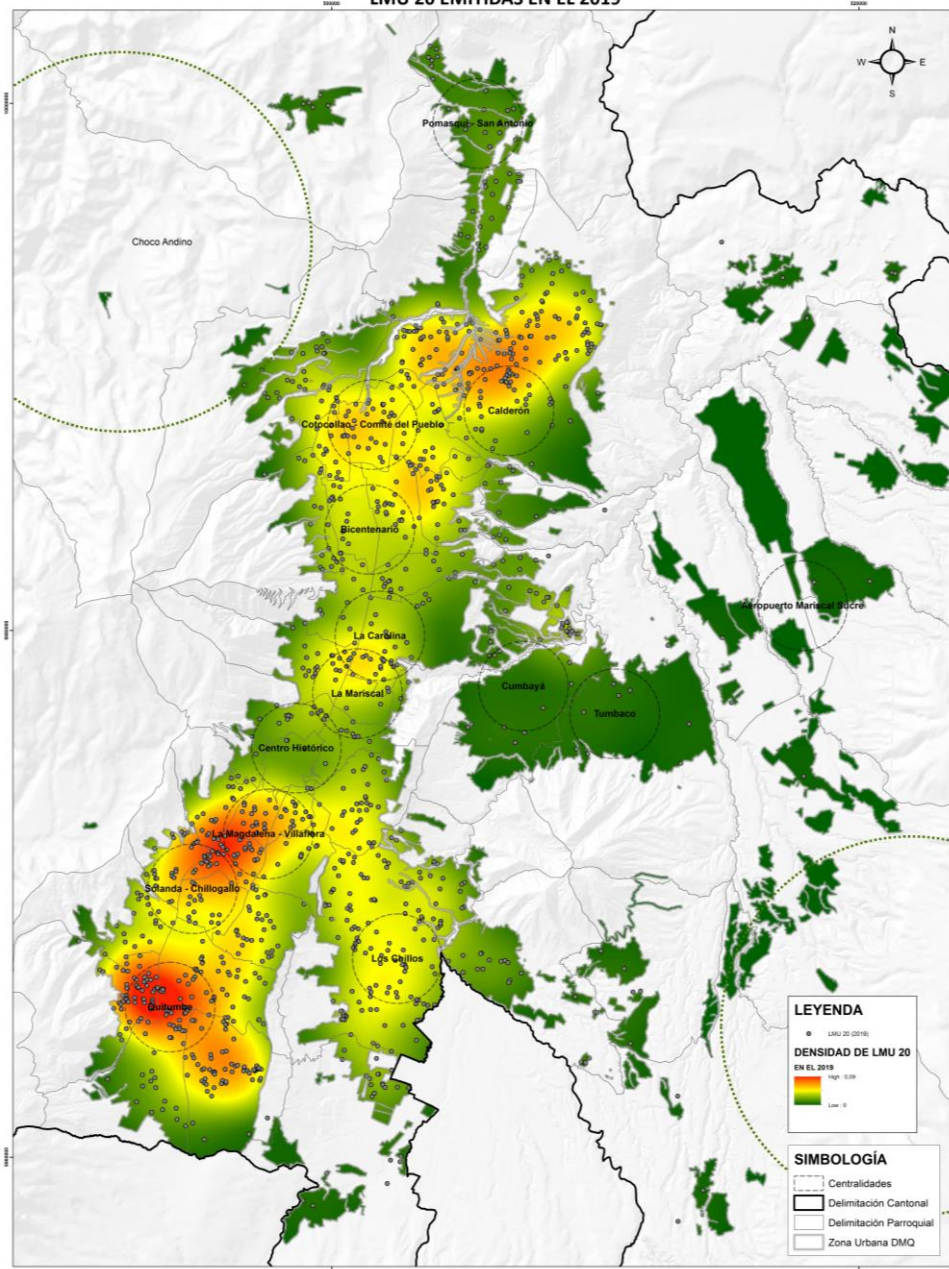 LMU 20 EMITIDAS EN EL 2019
N
W
E
S
Pomasqui - San Antonio
Choco Andino
Calderón
Cotocollao - Comité del Pueblo
Bicentenario
Aeropuerto Mariscal Sucre
La Carolina
La Mariscal
Cumbayá
Tumbaco
Centro Histórico
La Magdalena - Villaflora
Solanda - Chillogallo
Los Chillos
Quitumbe
LEYENDA
LMU 20 (2019)
DENSIDAD DE LMU 20
EN EL 2019
High : 0,09
Low : 0
SIMBOLOGÍA
Centralidades
Delimitación Cantonal
Delimitación Parroquial
Zona Urbana DMQ